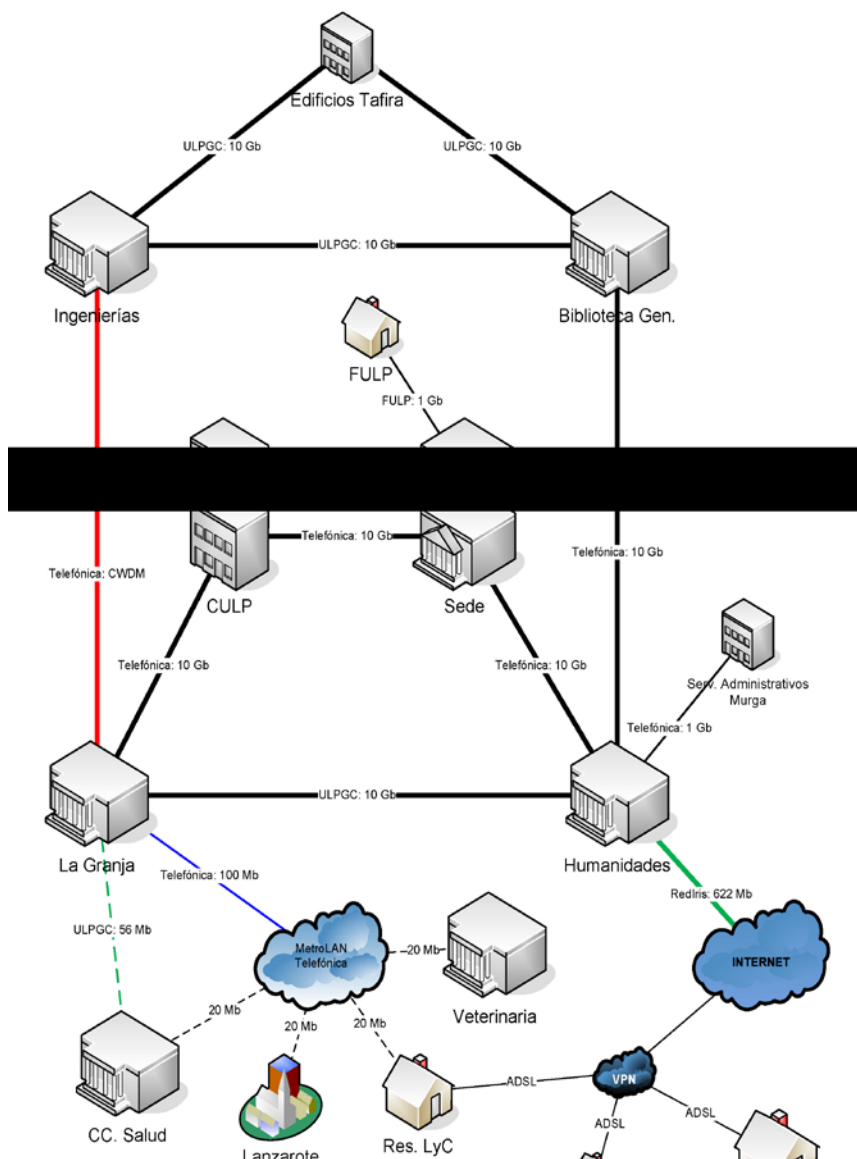 Edificios Tafira
ULPGC: 10 Gb
ULPGC: 10 Gb
ULPGC: 10 Gb
Ingenierías
Biblioteca Gen.
FULP
FULP: 1 Gb
Telefónica: 10 Gb
Telefónica: 10 Gb
Telefónica: CWDM
CULP
Sede
Telefónica: 10 Gb
Telefónica: 10 Gb
Serv. Administrativos
Murga
Telefónica: 1 Gb
ULPGC: 10 Gb
La Granja
Humanidades
Telefónica: 100 Mb
RedIris: 622 Mb
ULPGC: 56 Mb
MetroLAN
Telefónica
20 Mb
INTERNET
20 Mb
Veterinaria
20 Mb
20 Mb
VPN
ADSL
ADSL
ADSL
CC. Salud
Res. LyC
Lanzarote